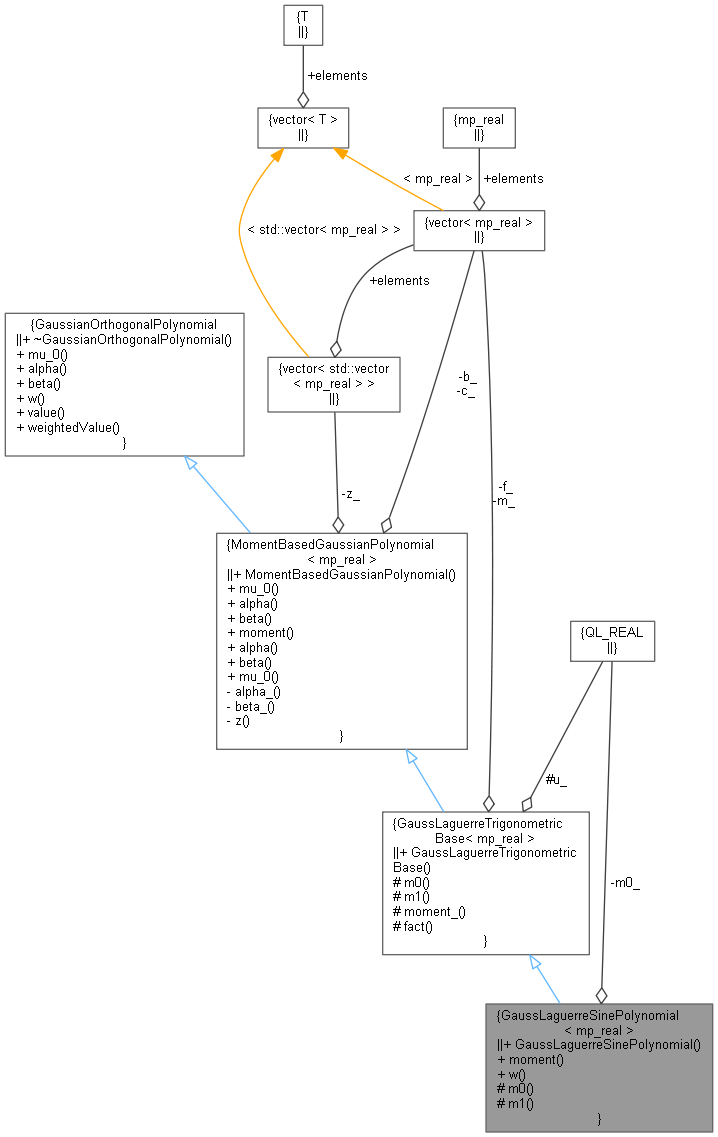 {T
||}
+elements
{vector< T >
||}
{mp_real
||}
< mp_real >
+elements
{vector< mp_real >
||}
< std::vector< mp_real > >
+elements
{GaussianOrthogonalPolynomial
||+ ~GaussianOrthogonalPolynomial()
+ mu_0()
+ alpha()
+ beta()
+ w()
+ value()
+ weightedValue()
}
{vector< std::vector
< mp_real > >
||}
-b_
-c_
-z_
-f_
-m_
{MomentBasedGaussianPolynomial
< mp_real >
||+ MomentBasedGaussianPolynomial()
+ mu_0()
+ alpha()
+ beta()
+ moment()
+ alpha()
+ beta()
+ mu_0()
- alpha_()
- beta_()
- z()
}
{QL_REAL
||}
#u_
{GaussLaguerreTrigonometric
Base< mp_real >
||+ GaussLaguerreTrigonometric
Base()
# m0()
# m1()
# moment_()
# fact()
}
-m0_
{GaussLaguerreSinePolynomial
< mp_real >
||+ GaussLaguerreSinePolynomial()
+ moment()
+ w()
# m0()
# m1()
}